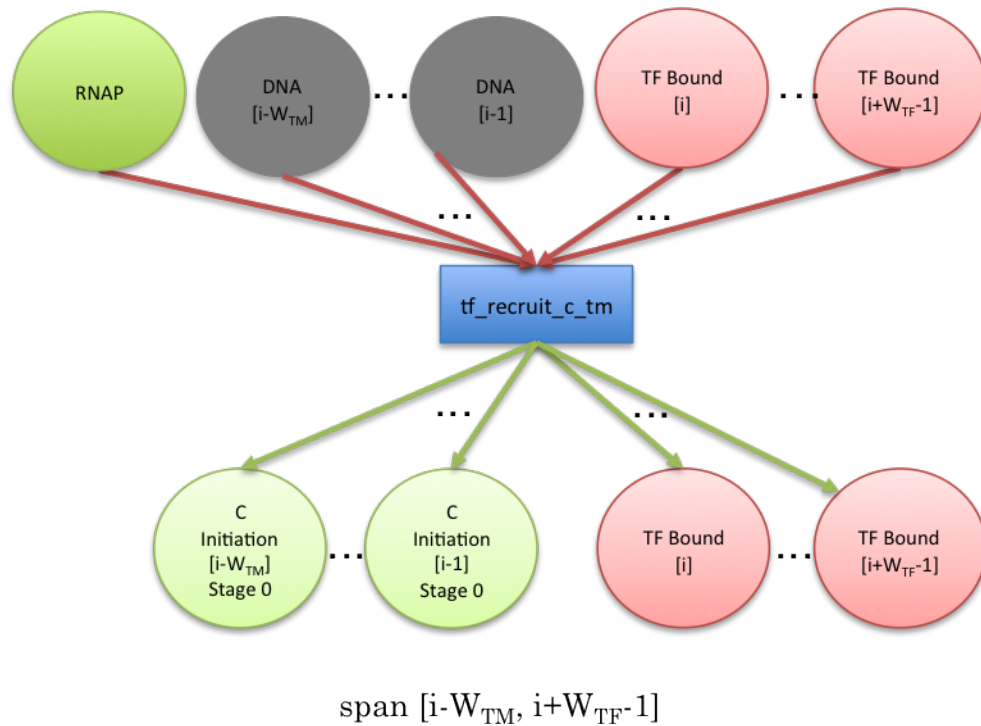 RNAP
DNA
[i-W_TM]
...
DNA
[i-1]
TF Bound
[i]
...
TF Bound
[i+W_TF-1]
...
...
tf_recruit_c_tm
...
...
C
Initiation
[i-W_TM]
Stage 0
...
C
Initiation
[i-1]
Stage 0
TF Bound
[i]
...
TF Bound
[i+W_TF-1]
span [i-W_TM, i+W_TF-1]